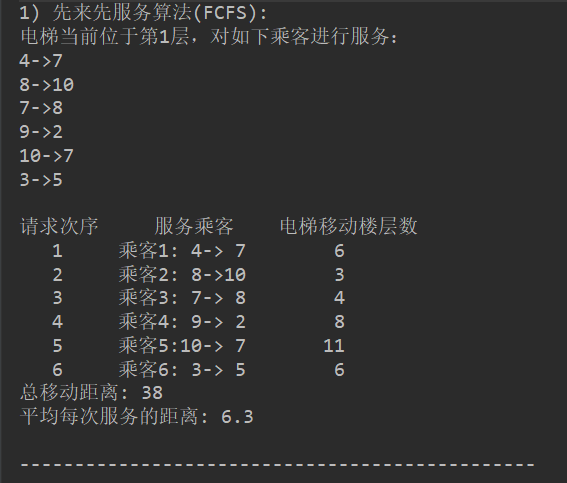 1) 先来先服务算法(FCFS):
电梯当前位于第1层，对如下乘客进行服务：
4->7
8->10
7->8
9->2
10->7
3->5
请求次序 服务乘客 电梯移动楼层数
1 乘客1: 4-> 7 6
2 乘客2: 8->10 3
3 乘客3: 7-> 8 4
4 乘客4: 9-> 2 8
5 乘客5:10-> 7 11
6 乘客6: 3-> 5 6
总移动距离: 38
平均每次服务的距离: 6.3
-----------------------------------------------